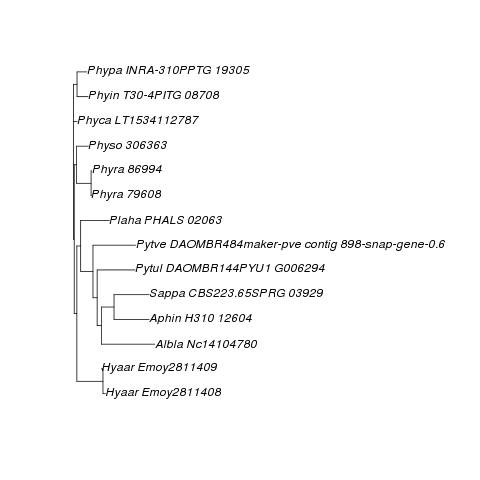 Phypa INRA-310PPTG 19305
Phyin T30-4PITG 08708
Phyca LT1534112787
Physo 306363
Phyra 86994
Phyra 79608
Plaha PHALS 02063
Pytve DAOMBR484maker-pve contig 898-snap-gene-0.6
Pytul DAOMBR144PYU1 G006294
Sappa CBS223.65SPRG 03929
Aphin H310 12604
Albla Nc14104780
Hyaar Emoy2811409
Hyaar Emoy2811408